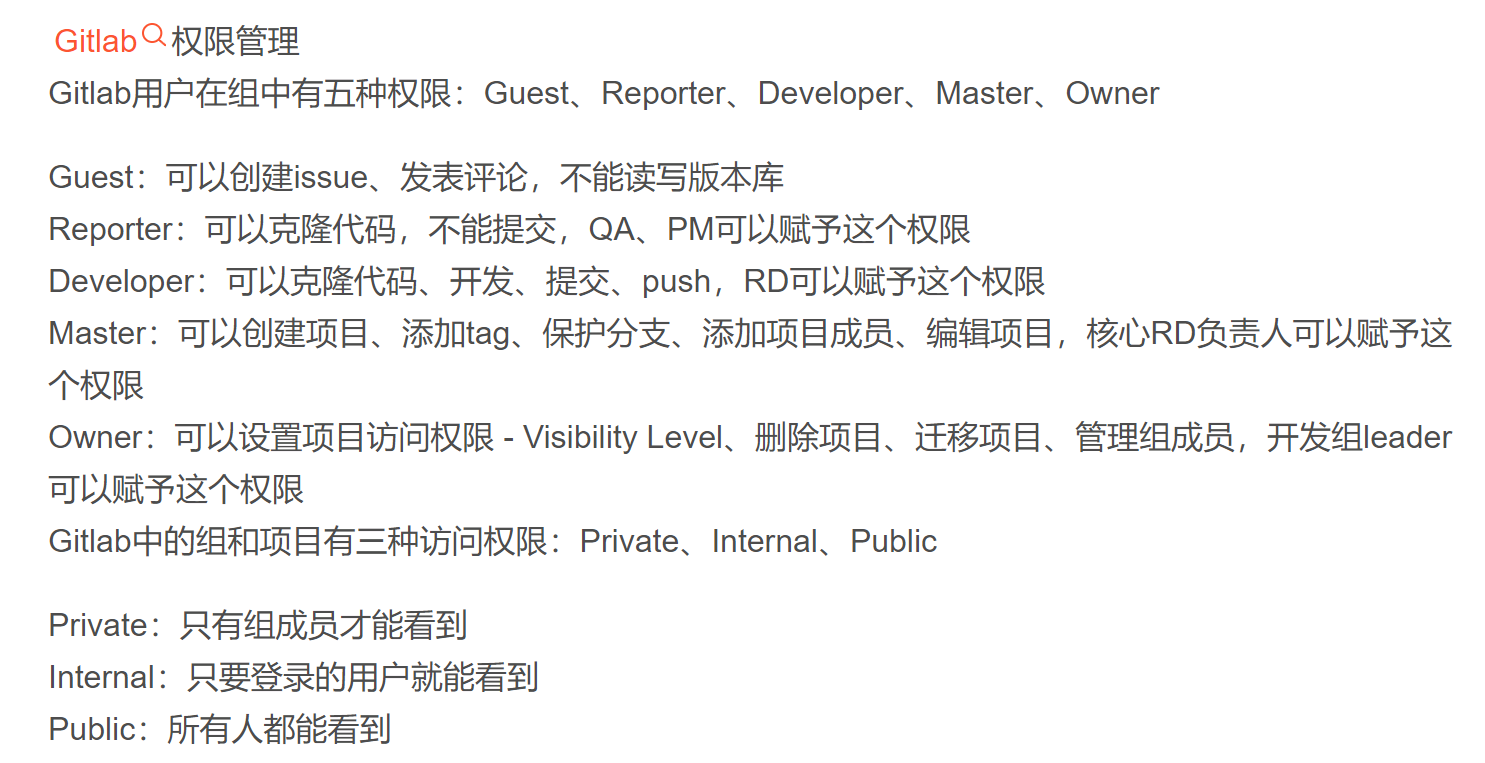 Gitlab权限管理
Gitlab用户在组中有五种权限：Guest、Reporter、Developer、Master、Owner
Guest：可以创建issue、发表评论，不能读写版本库
Reporter：可以克隆代码，不能提交，QA、PM可以赋予这个权限
Developer：可以克隆代码、开发、提交、push，RD可以赋予这个权限
Master：可以创建项目、添加tag、保护分支、添加项目成员、编辑项目，核心RD负责人可以赋予这
个权限
Owner：可以设置项目访问权限 - Visibility Level、删除项目、迁移项目、管理组成员，开发组leader
可以赋予这个权限
Gitlab中的组和项目有三种访问权限：Private、Internal、Public
Private：只有组成员才能看到
Internal：只要登录的用户就能看到
Public：所有人都能看到